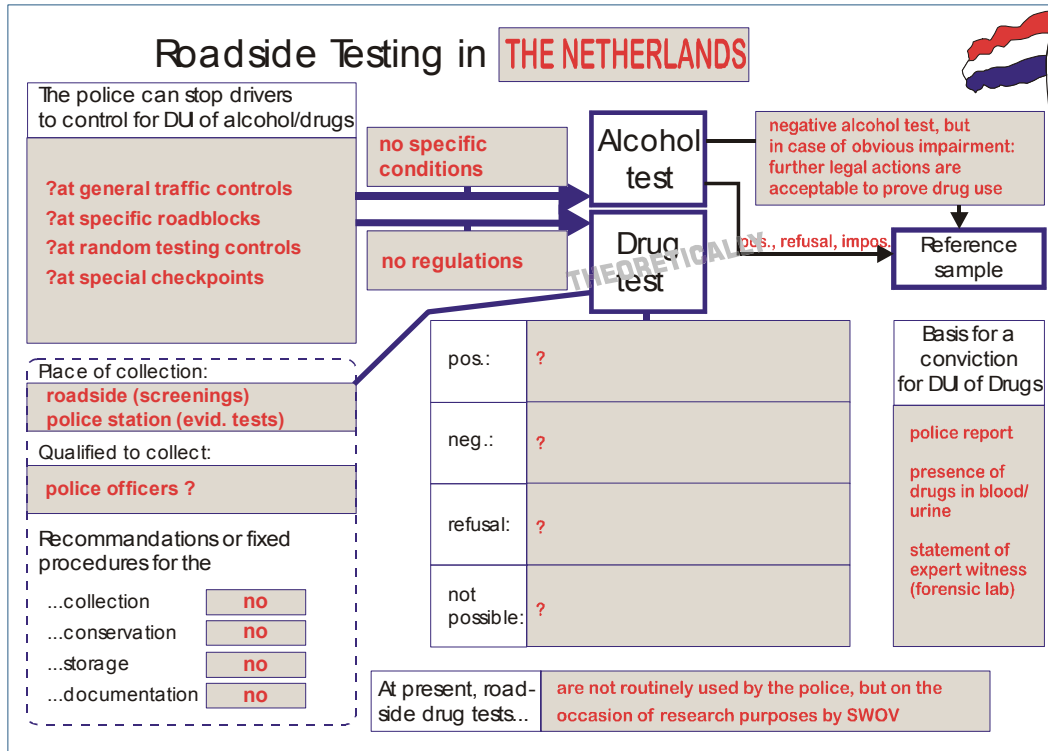 Roadside Testing in THE NETHERLANDS
The police can stop drivers
to control for DUI of alcohol/drugs
?at general traffic controls
?at specific roadblocks
?at random testing controls
?at special checkpoints
no specific
conditions
no regulations
Alcohol
test
Drug
test
THEORETICALLY
negative alcohol test, but
in case of obvious impairment:
further legal actions are
acceptable to prove drug use
pos., refusal, impos.
Reference
sample
Place of collection:
roadside (screenings)
police station (evid. tests)
Qualified to collect:
police officers ?
Recommandations or fixed
procedures for the
...collection no
...conservation no
...storage no
...documentation no
pos.: ?
neg.: ?
refusal: ?
not
possible: ?
Basis for a
conviction
for DUI of Drugs
police report
presence of
drugs in blood/
urine
statement of
expert witness
(forensic lab)
At present, road-
side drug tests...
are not routinely used by the police, but on the
occasion of research purposes by SWOV